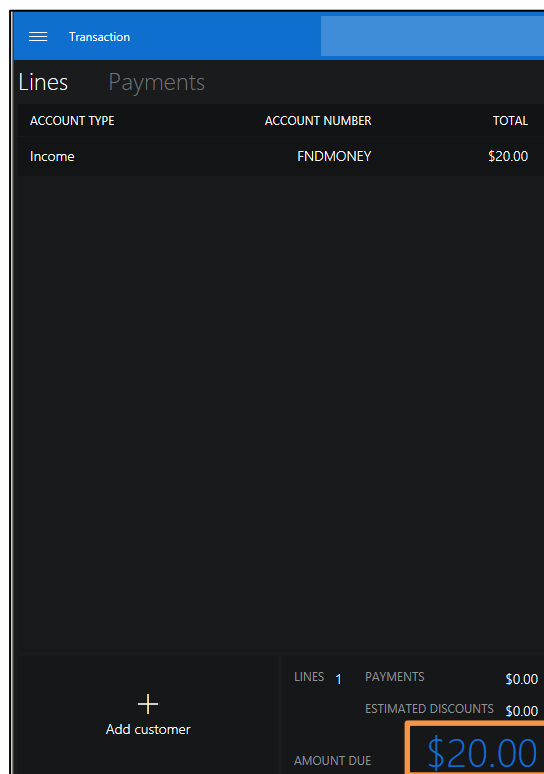 Transaction
Lines Payments
ACCOUNT TYPE ACCOUNT NUMBER TOTAL
Income FNDMONEY $20.00
LINES 1 PAYMENTS $0.00
ESTIMATED DISCOUNTS $0.00
Add customer
AMOUNT DUE $20.00